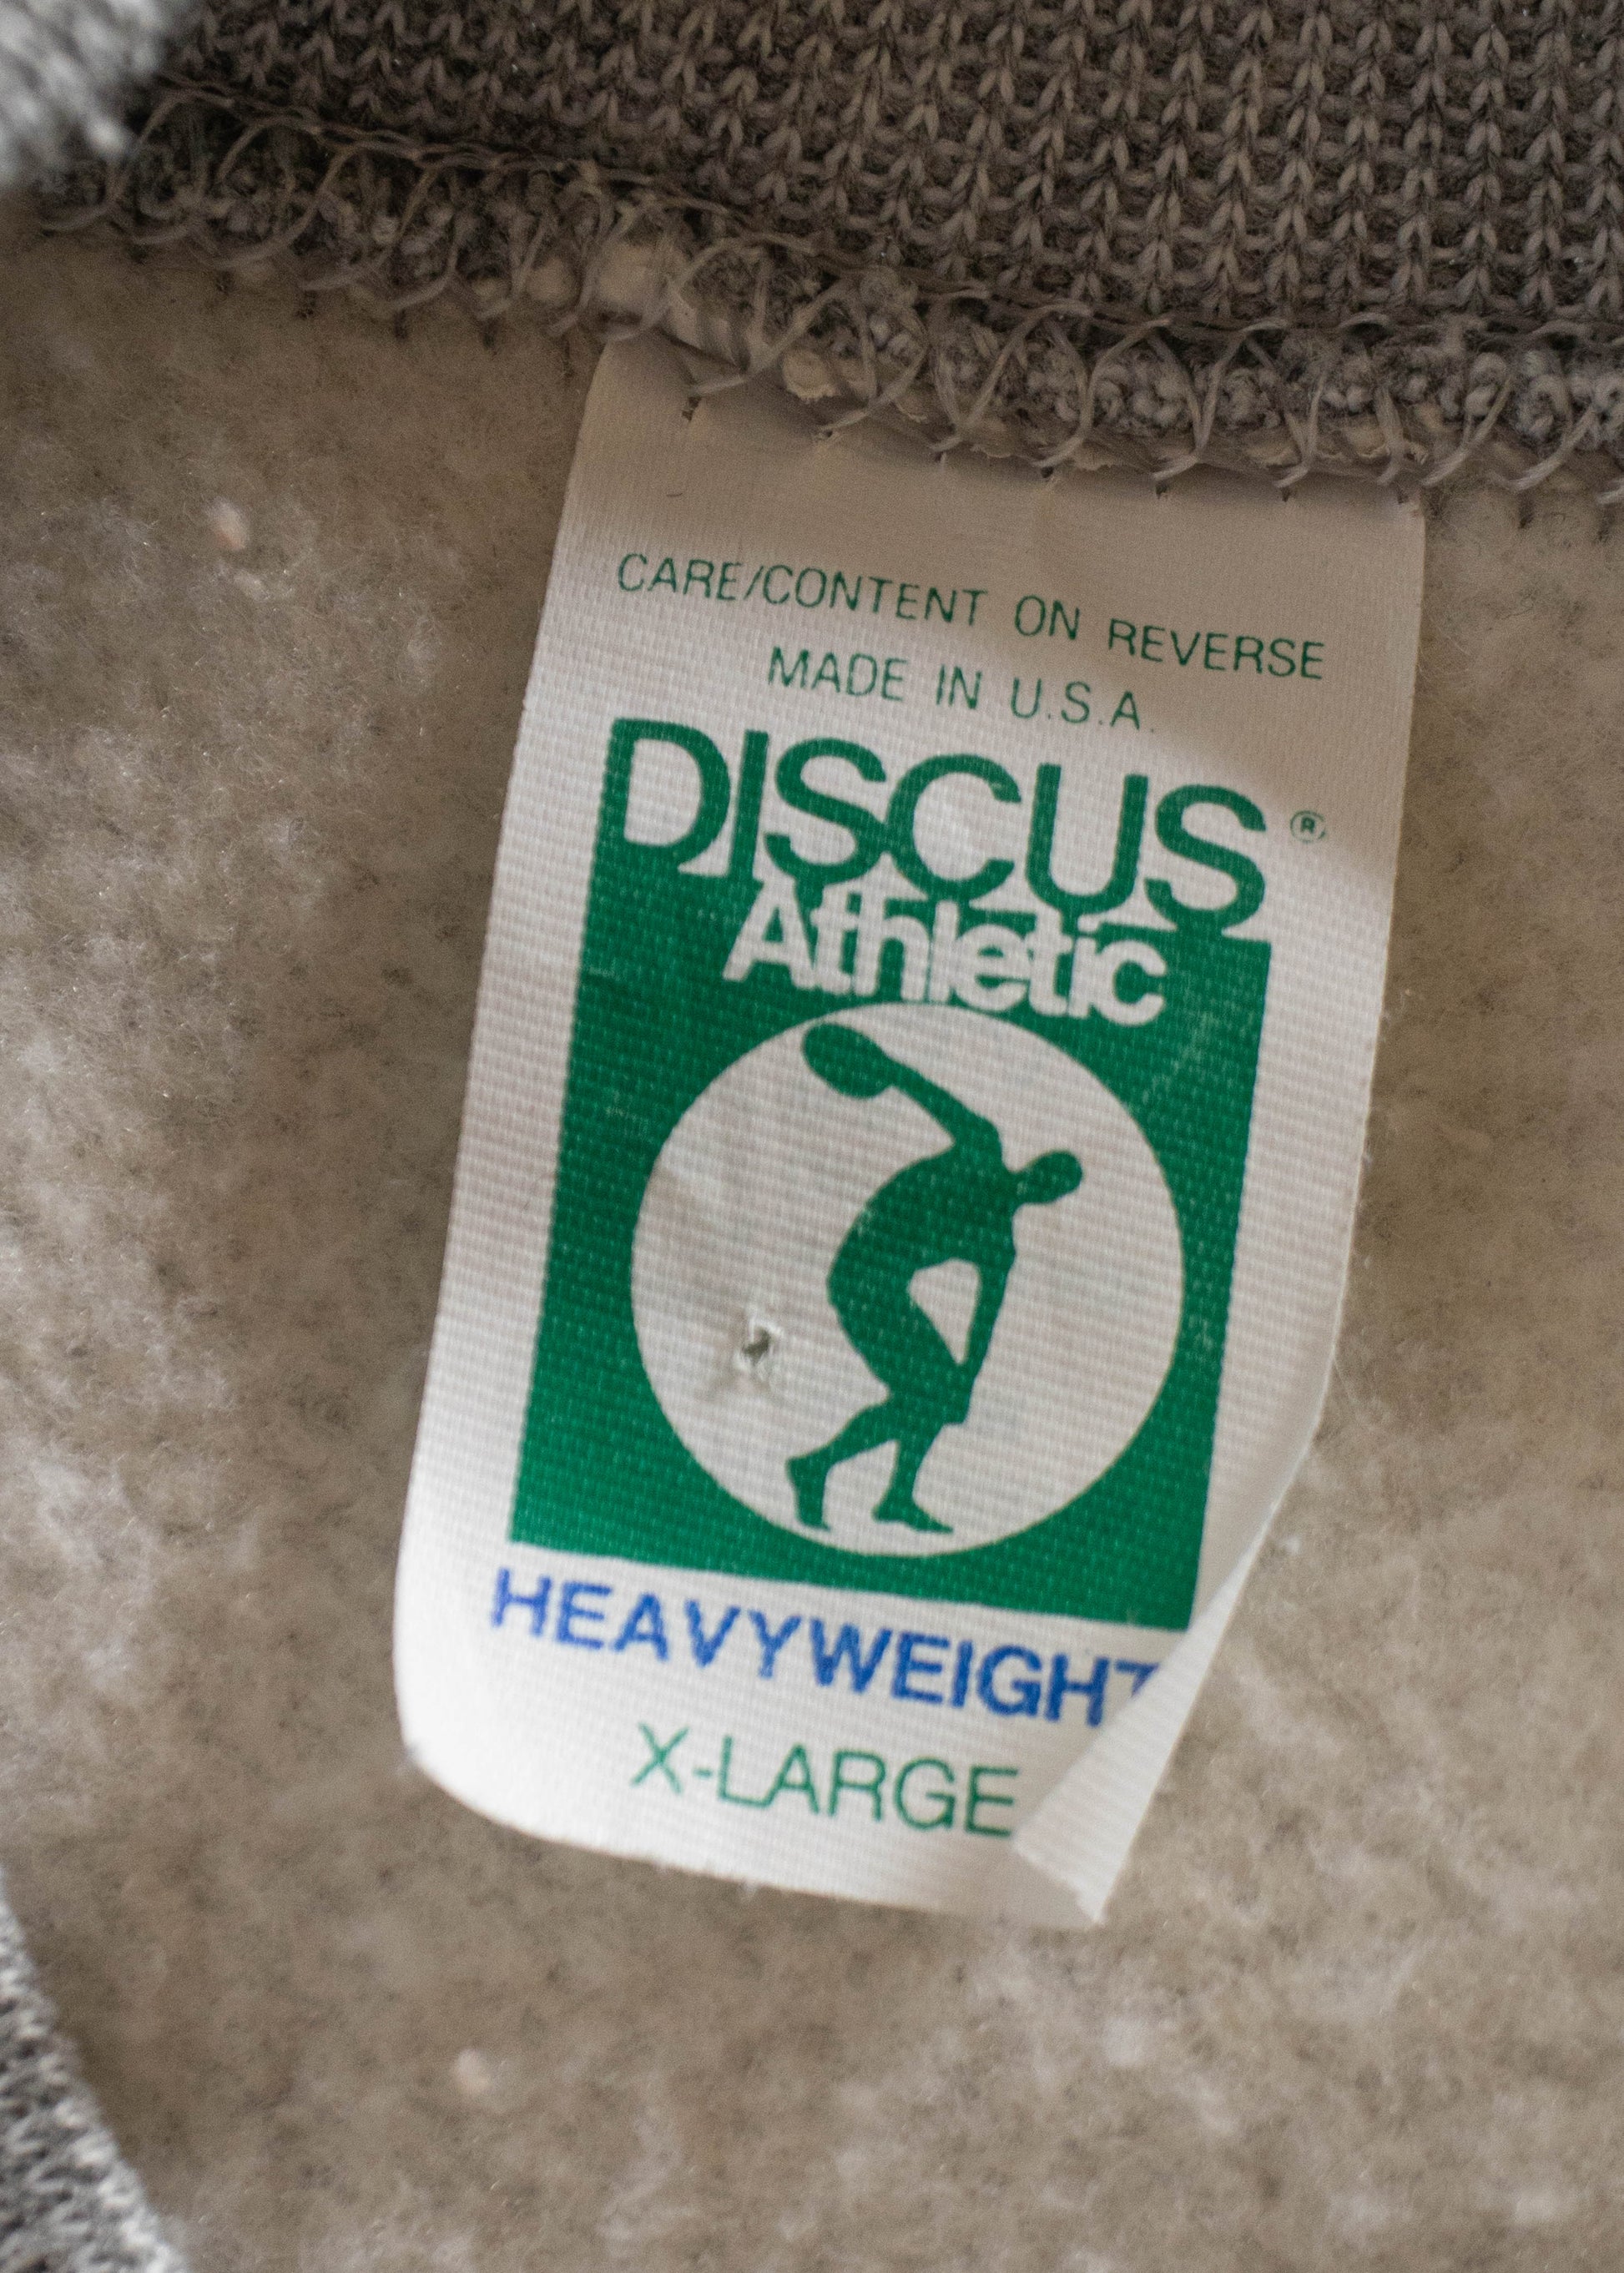 CARE/CONTENT ON REVERSE
MADE IN U.S.A.
DISCUS®
Athletic
HEAVYWEIGHT
X-LARGE